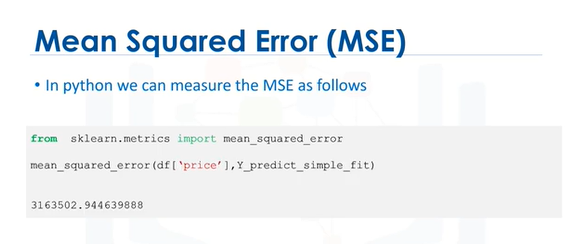 Mean Squared Error (MSE)
• In python we can measure the MSE as follows
from sklearn.metrics import mean_squared_error
mean_squared_error(df[‘price’],Y_predict_simple_fit)
3163502.944639888